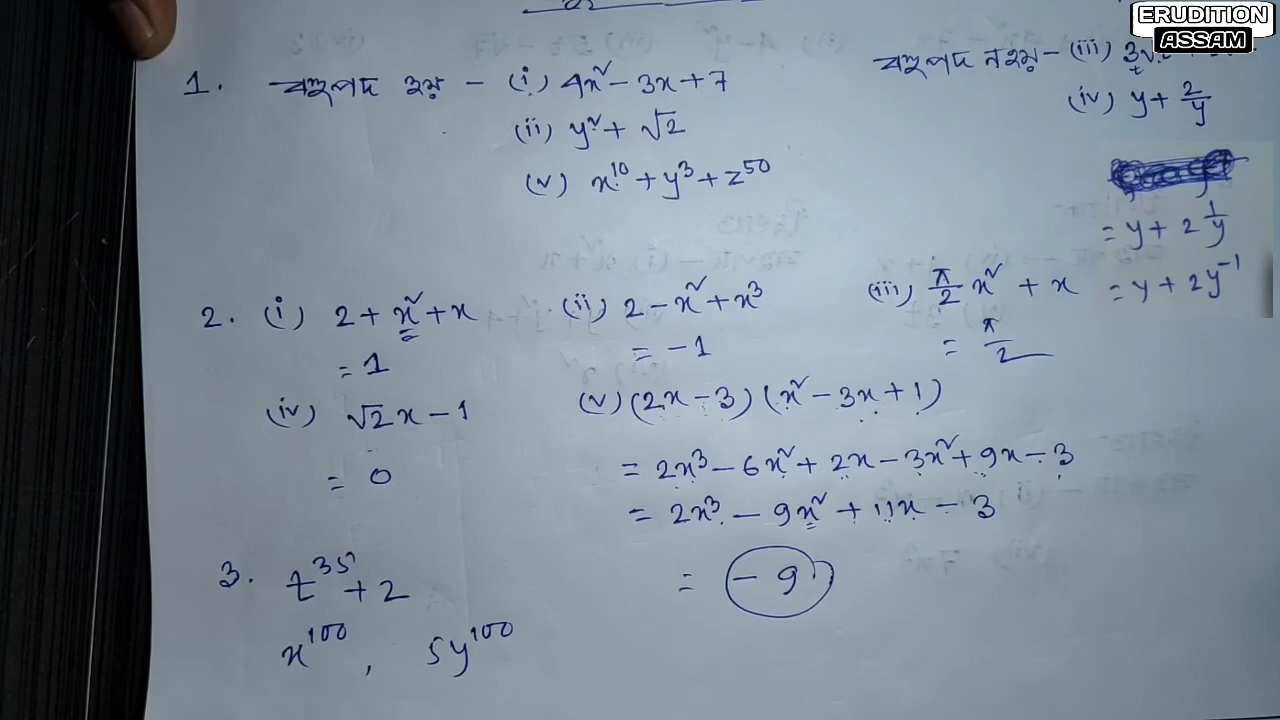 ERUDITION
ASSAM
1. বহুপদ হয় - (i) 4x² - 3x + 7
(ii) y² + √2
(v) x¹⁰ + y³ + z⁵⁰
বহুপদ নহয় - (iii) 3√
(iv) y + 2/y
= y + 2 1/y
= y + 2y⁻¹
2. (i) 2 + x² + x
= 1
(ii) 2 - x² + x³
= -1
(iii) π/2 x² + x
= π/2
(iv) √2x - 1
= 0
(v) (2x - 3) (x² - 3x + 1)
= 2x³ - 6x² + 2x - 3x² + 9x - 3
= 2x³ - 9x² + 11x - 3
= -9
3. t³⁵ + 2
x¹⁰⁰, 5y¹⁰⁰